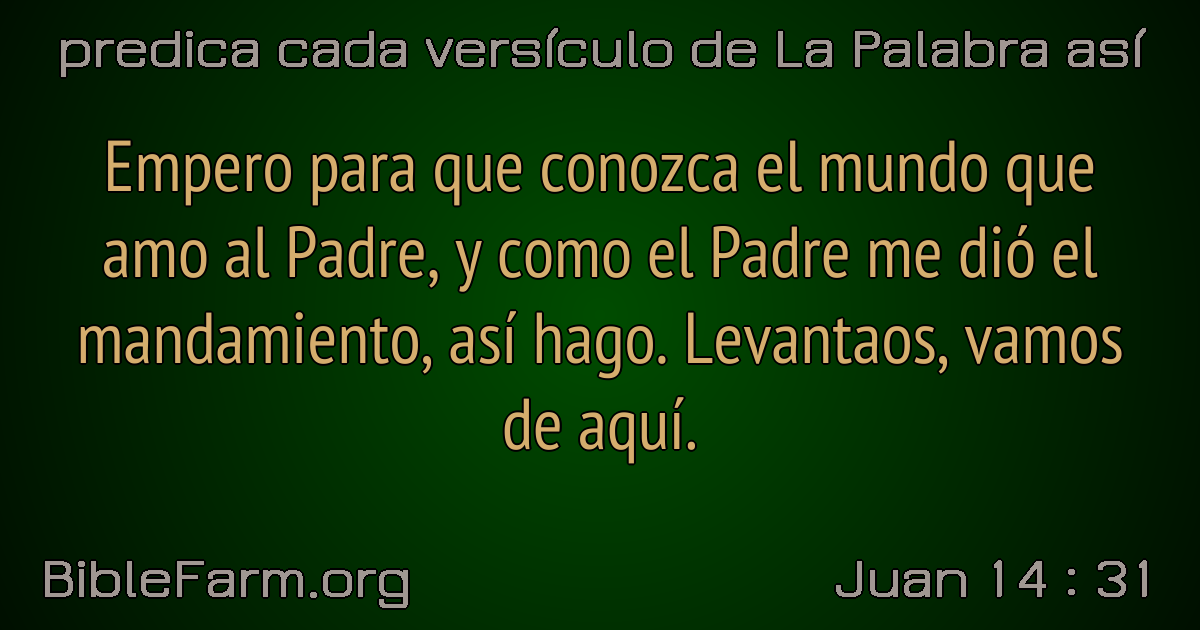 predica cada versículo de La Palabra así
Empero para que conozca el mundo que
amo al Padre, y como el Padre me dió el
mandamiento, así hago. Levantaos, vamos
de aquí.
BibleFarm.org
Juan 14 : 31